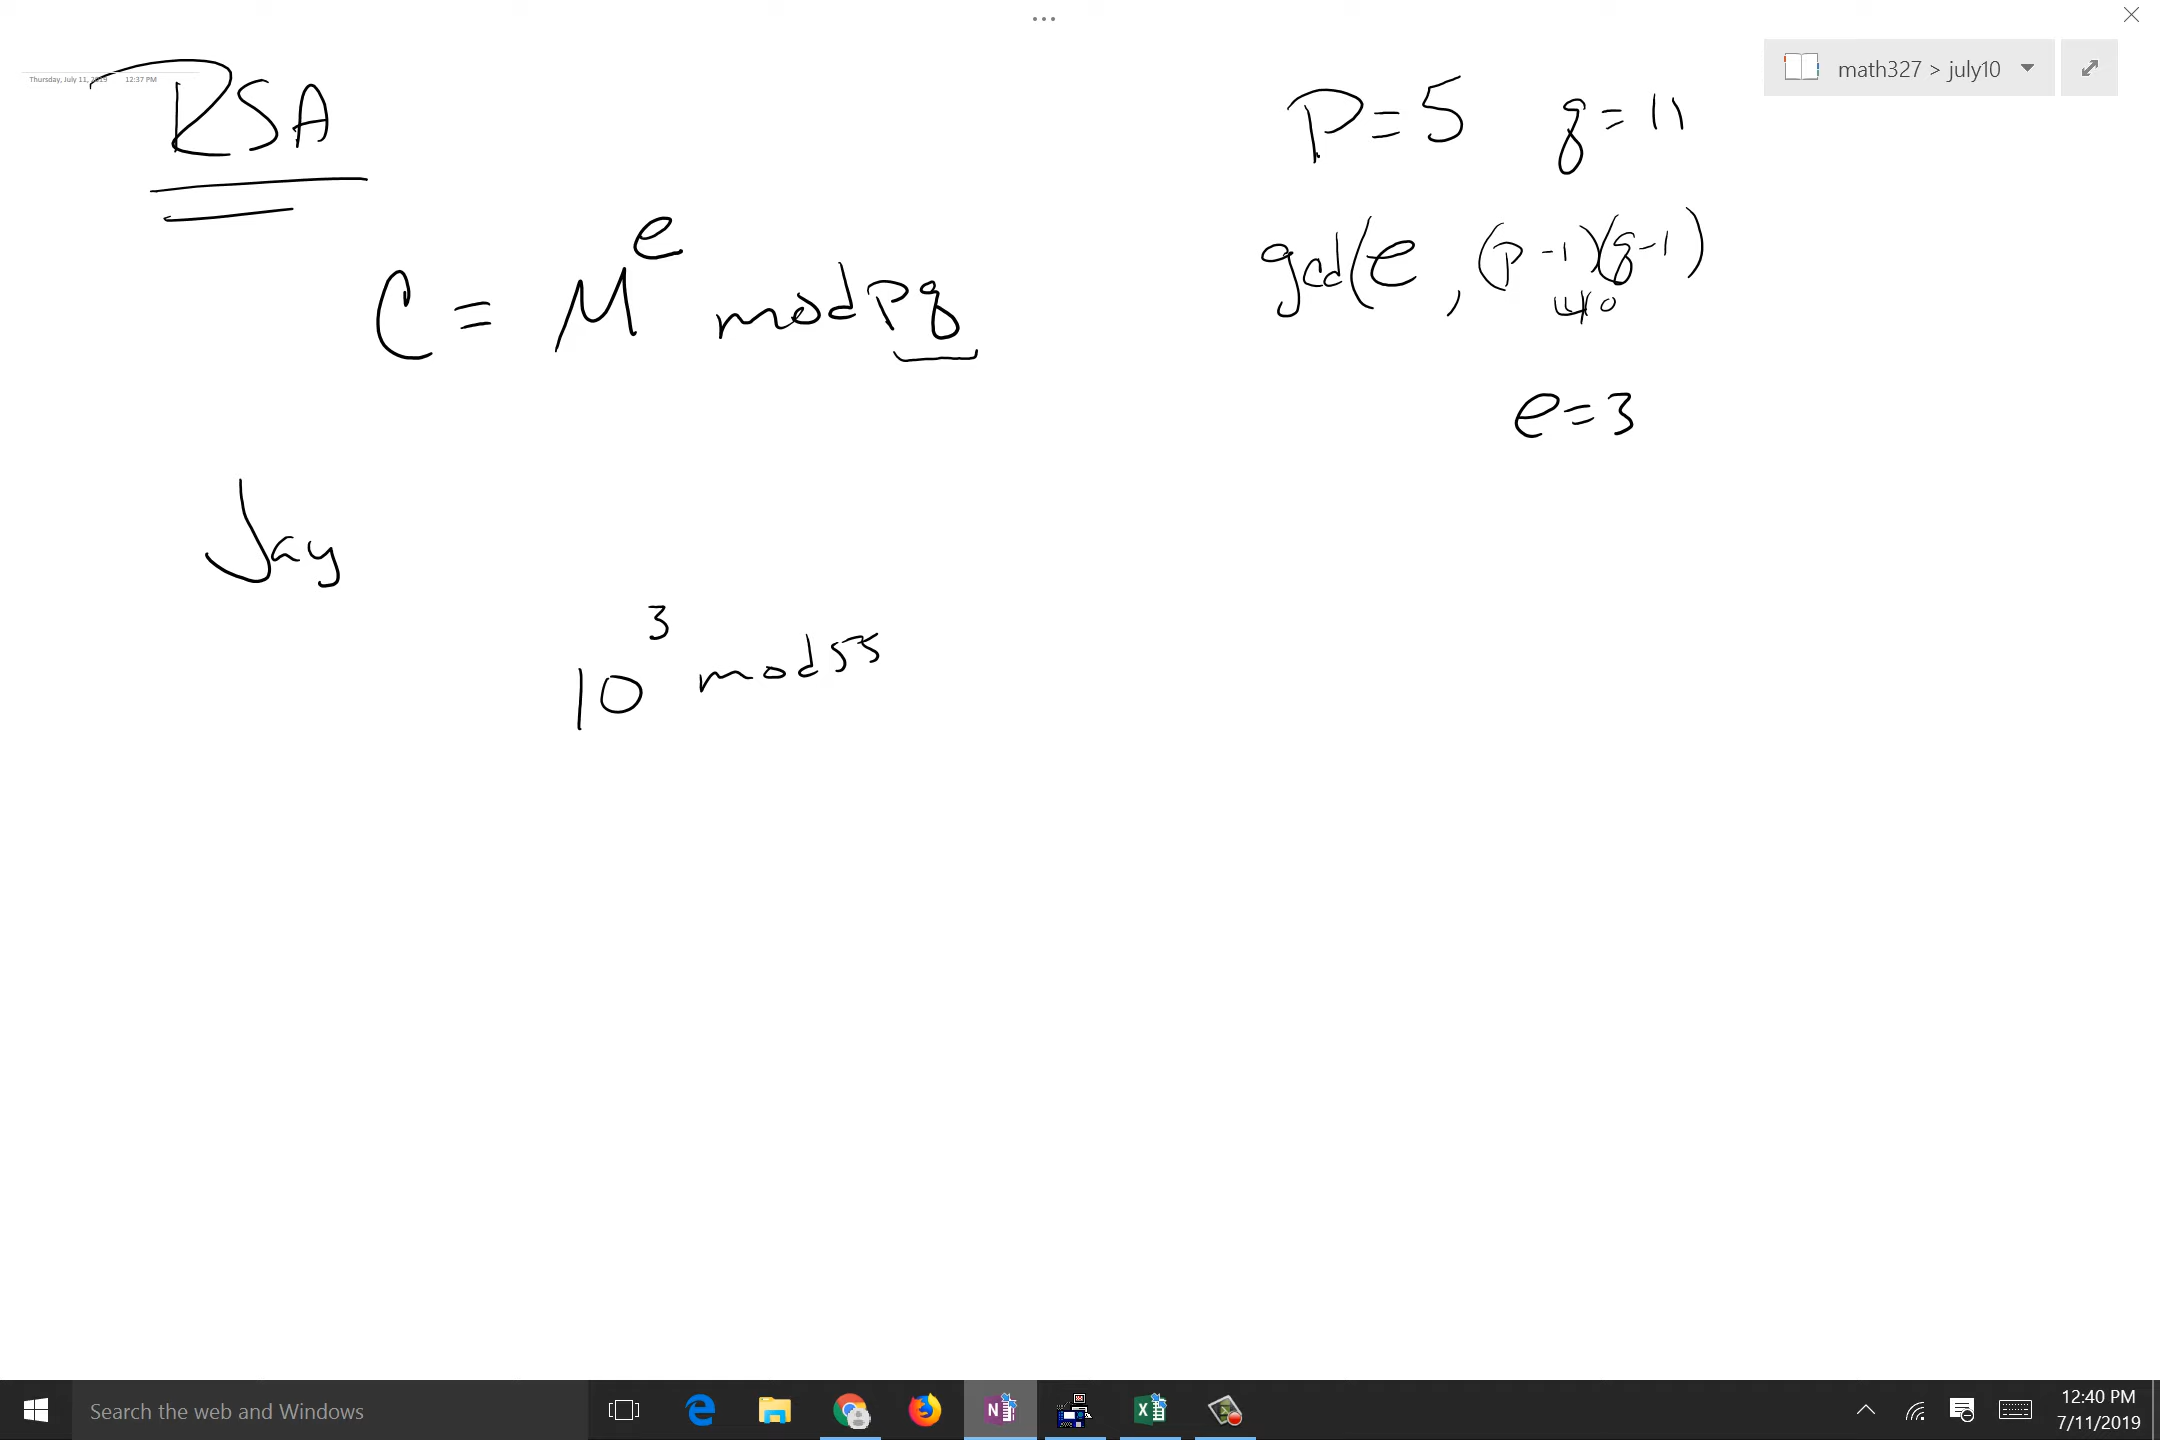 math327 > july10
Thursday, July 11, 2019 12:37 PM
RSA
P = 5 q = 11
gcd(e, (p-1)(q-1)
40
C = M^e mod pq
e = 3
Jay
10^3 mod 55
Search the web and Windows
12:40 PM
7/11/2019